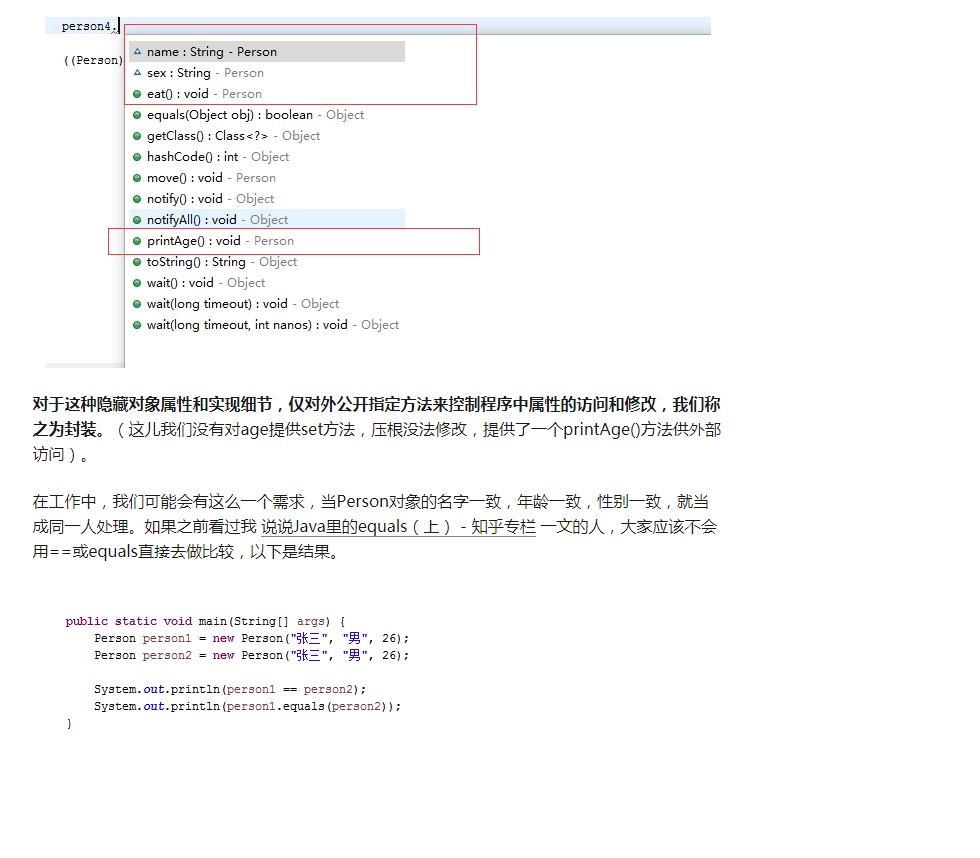 person4.
((Person)
name : String - Person
sex : String - Person
eat() : void - Person
equals(Object obj) : boolean - Object
getClass() : Class<?> - Object
hashCode() : int - Object
move() : void - Person
notify() : void - Object
notifyAll() : void - Object
printAge() : void - Person
toString() : String - Object
wait() : void - Object
wait(long timeout) : void - Object
wait(long timeout, int nanos) : void - Object
对于这种隐藏对象属性和实现细节，仅对外公开指定方法来控制程序中属性的访问和修改，我们称
之为封装。（这儿我们没有对age提供set方法，压根没法修改，提供了一个printAge()方法供外部
访问）。
在工作中，我们可能会有这么一个需求，当Person对象的名字一致，年龄一致，性别一致，就当
成同一人处理。如果之前看过我 说说Java里的equals（上） - 知乎专栏 一文的人，大家应该不会
用==或equals直接去做比较，以下是结果。
public static void main(String[] args) {
Person person1 = new Person("张三", "男", 26);
Person person2 = new Person("张三", "男", 26);
System.out.println(person1 == person2);
System.out.println(person1.equals(person2));
}